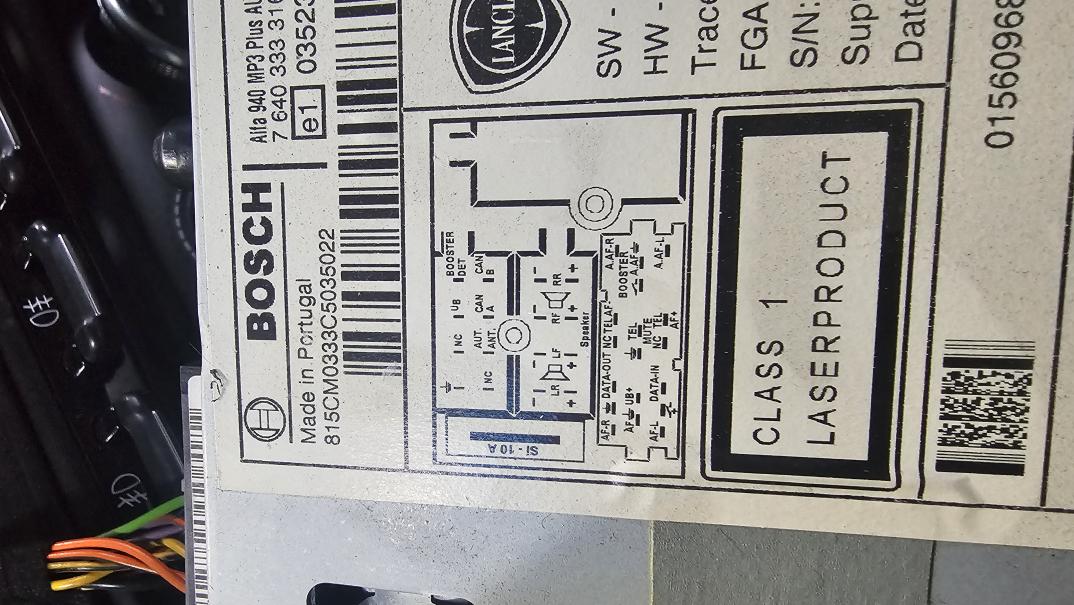 BOSCH
Made in Portugal
815CM0333C5035022
Alfa 940 MP3 Plus
7 640 333 316
e1 03523
LANCI
SW -
HW -
Trace
FGA
S/N:
Sup
Date
BOOSTER
DET
UB
NC
CAN
B
CAN
A
AUT.
ANT.
NC
- - - -
RR
RF
LF
LR
+ + + +
Speaker
Si - 10 A
A.AF-R
BOOSTER
A.AF
A.AF-L
AF-R
DATA-OUT
NC
TEL AF-
AF
UB+
TEL
MUTE
AF-L
DATA-IN
NC
TEL
AF+
CLASS 1
LASERPRODUCT
01560968